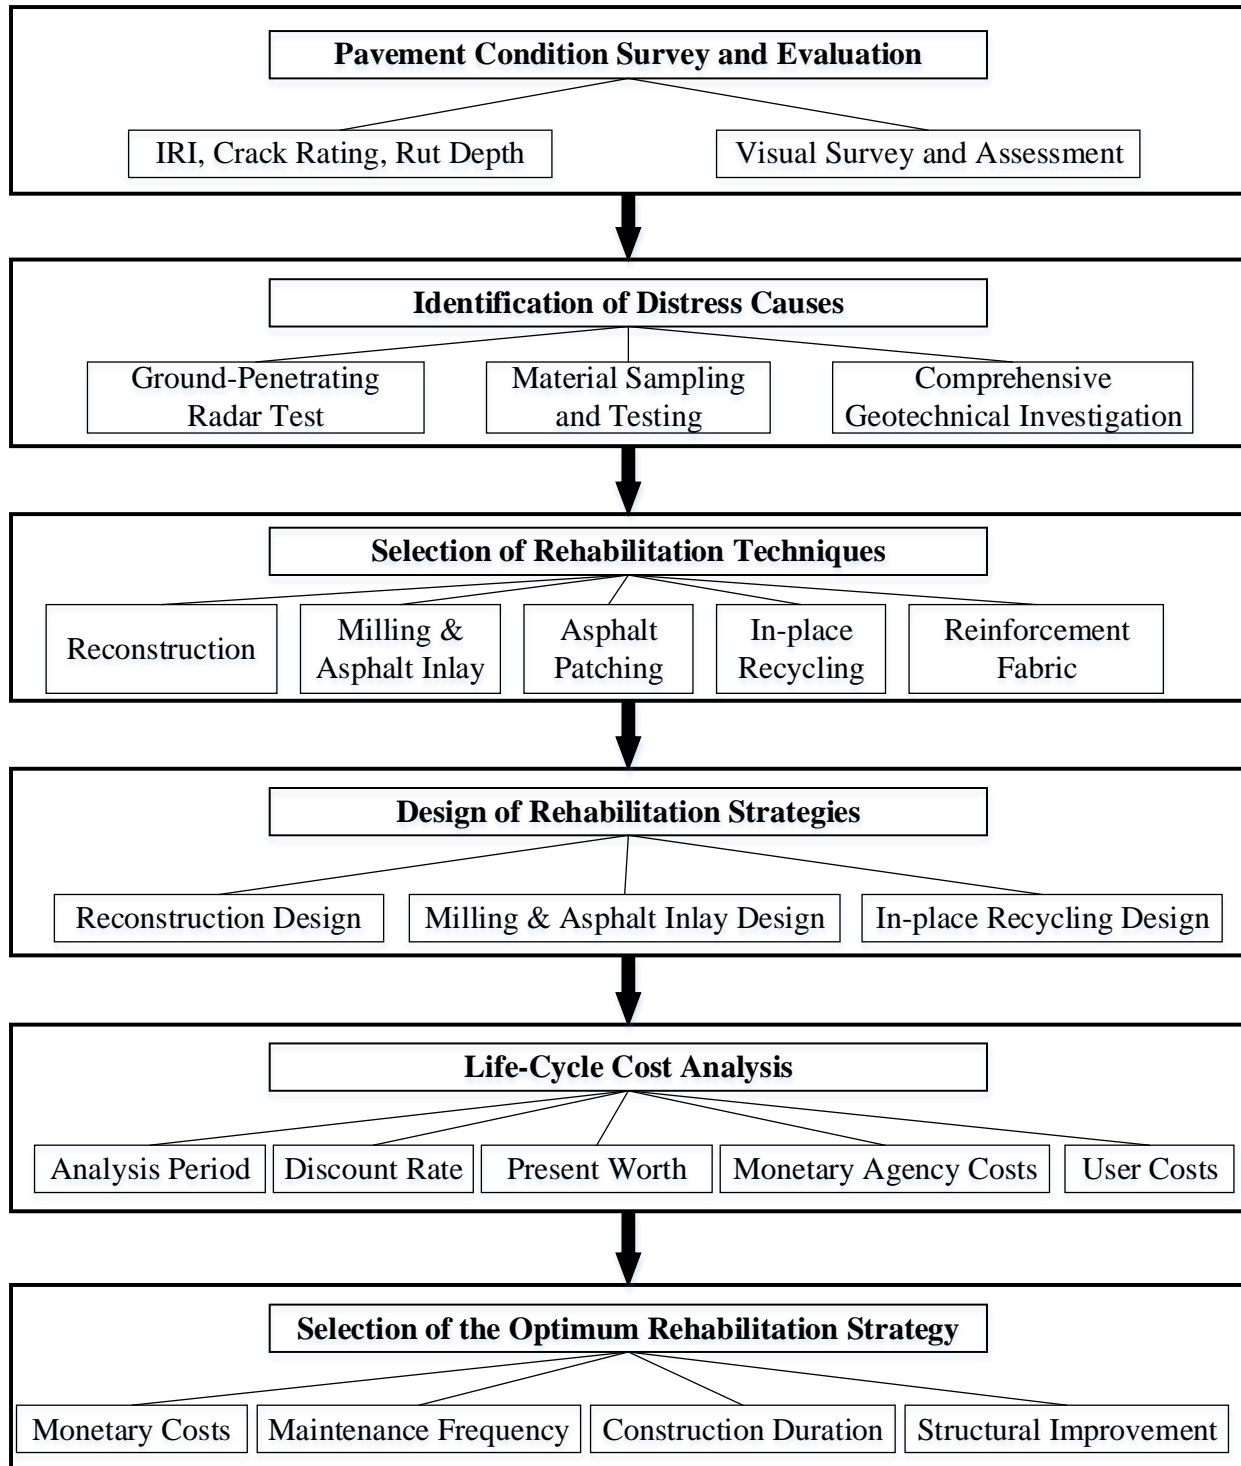 Pavement Condition Survey and Evaluation
IRI, Crack Rating, Rut Depth
Visual Survey and Assessment
Identification of Distress Causes
Ground-Penetrating
Radar Test
Material Sampling
and Testing
Comprehensive
Geotechnical Investigation
Selection of Rehabilitation Techniques
Reconstruction
Milling &
Asphalt Inlay
Asphalt
Patching
In-place
Recycling
Reinforcement
Fabric
Design of Rehabilitation Strategies
Reconstruction Design
Milling & Asphalt Inlay Design
In-place Recycling Design
Life-Cycle Cost Analysis
Analysis Period
Discount Rate
Present Worth
Monetary Agency Costs
User Costs
Selection of the Optimum Rehabilitation Strategy
Monetary Costs
Maintenance Frequency
Construction Duration
Structural Improvement